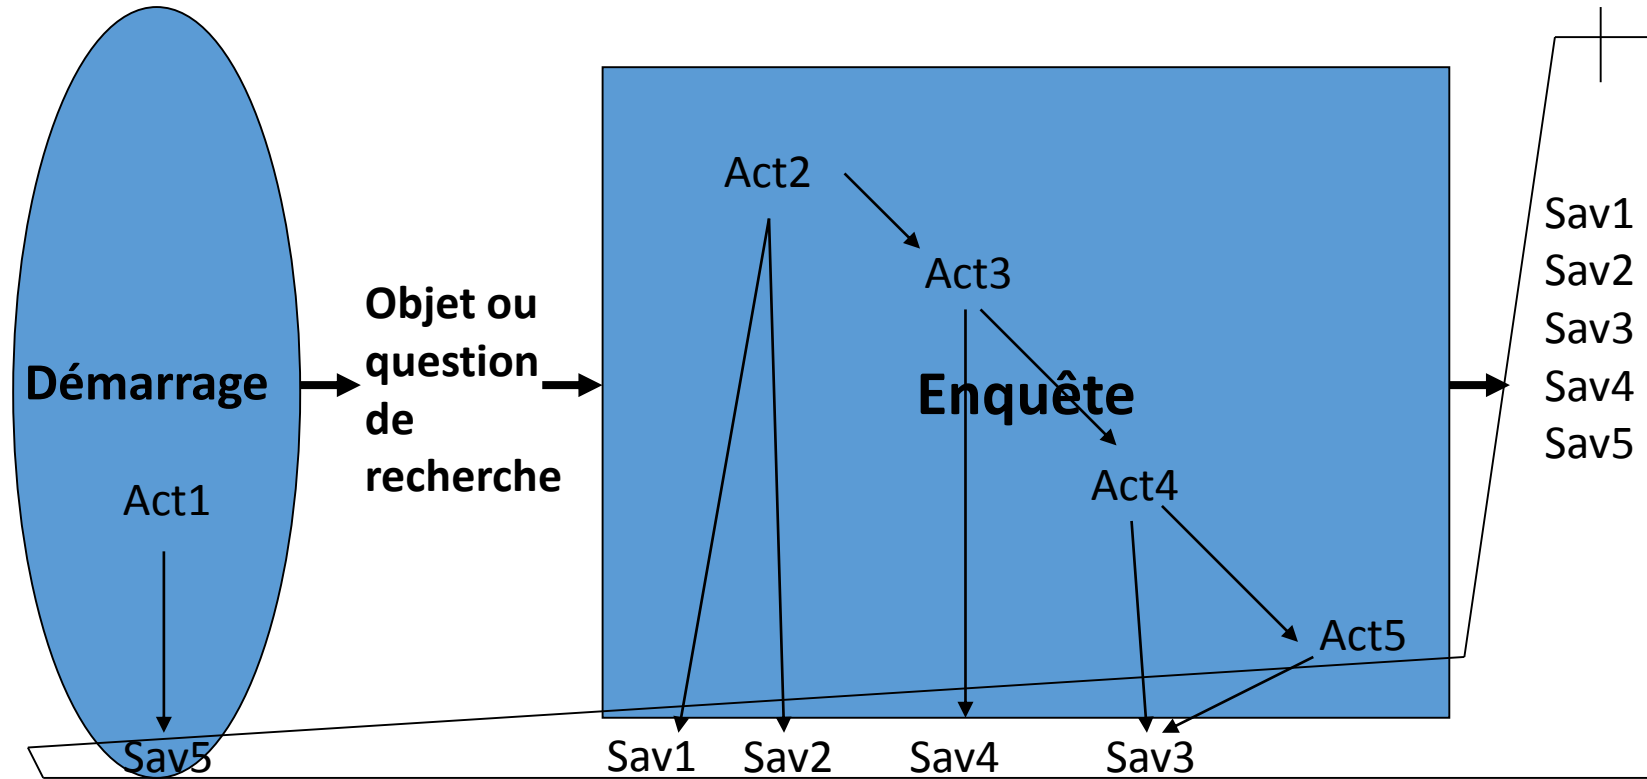 Démarrage
Act1
Sav5
Objet ou
question
de
recherche
Enquête
Act2
Act3
Act4
Act5
Sav1
Sav2
Sav4
Sav3
Sav1
Sav2
Sav3
Sav4
Sav5